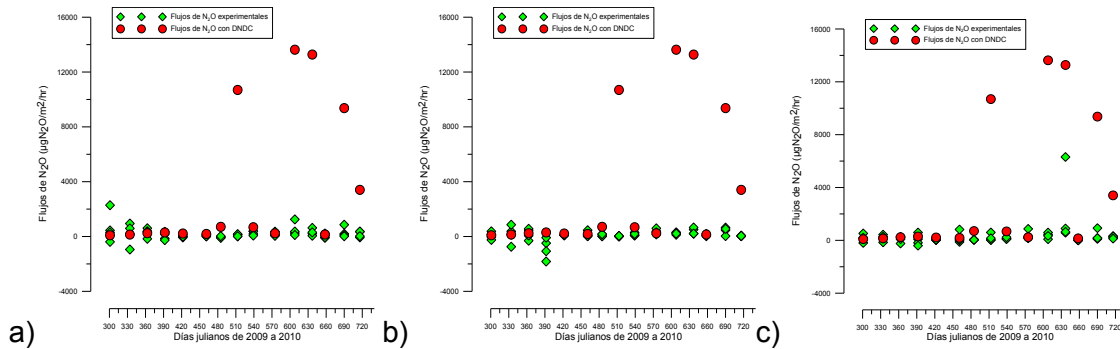 16000
12000
8000
4000
0
-4000
Flujos de N2O (µgN2O/m2/hr)
Flujos de N2O experimentales
Flujos de N2O con DNDC
300 330 360 390 420 450 480 510 540 570 600 630 660 690 720
Días julianos de 2009 a 2010
a)
16000
12000
8000
4000
0
-4000
Flujos de N2O (µgN2O/m2/hr)
Flujos de N2O experimentales
Flujos de N2O con DNDC
300 330 360 390 420 450 480 510 540 570 600 630 660 690 720
Días julianos de 2009 a 2010
b)
16000
12000
8000
4000
0
-4000
Flujos de N2O (µgN2O/m2/hr)
Flujos de N2O experimentales
Flujos de N2O con DNDC
300 330 360 390 420 450 480 510 540 570 600 630 660 690 720
Días julianos de 2009 a 2010
c)